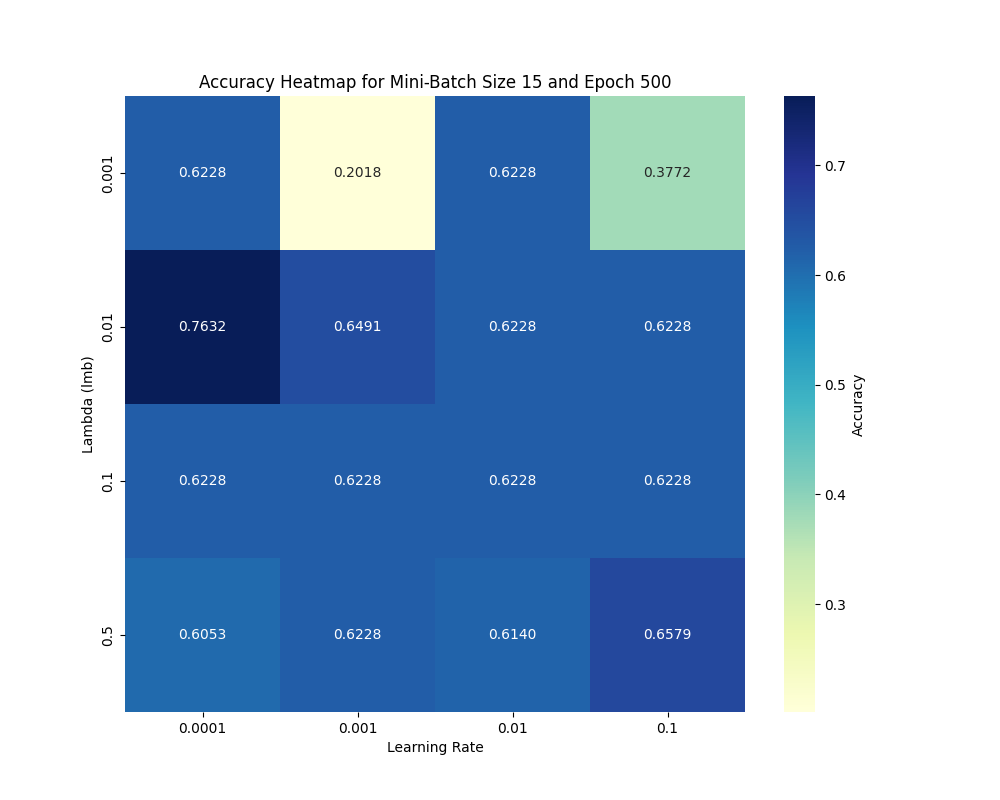 Accuracy Heatmap for Mini-Batch Size 15 and Epoch 500
Lambda (lmb)
0.001
0.6228 0.2018 0.6228 0.3772
0.01
0.7632 0.6491 0.6228 0.6228
0.1
0.6228 0.6228 0.6228 0.6228
0.5
0.6053 0.6228 0.6140 0.6579
0.0001 0.001 0.01 0.1
Learning Rate
0.7
0.6
0.5
0.4
0.3
Accuracy